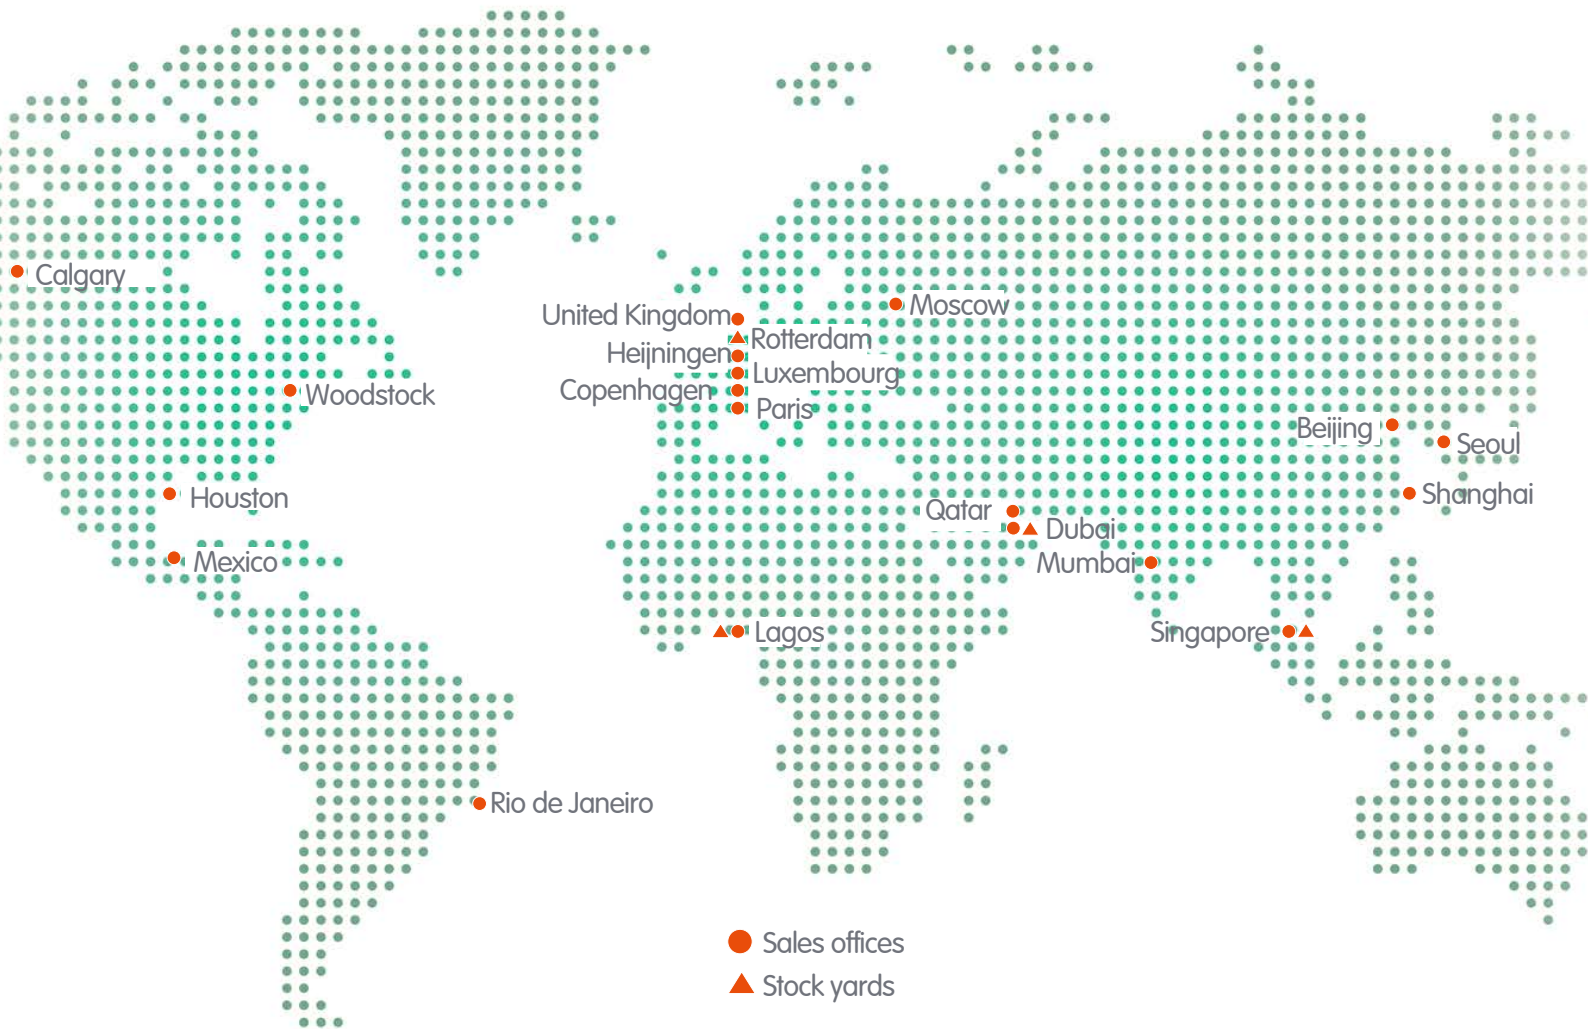 Calgary
United Kingdom
Moscow
Rotterdam
Heijningen
Luxembourg
Copenhagen
Woodstock
Paris
Beijing
Seoul
Houston
Shanghai
Qatar
Dubai
Mexico
Mumbai
Lagos
Singapore
Rio de Janeiro
Sales offices
Stock yards